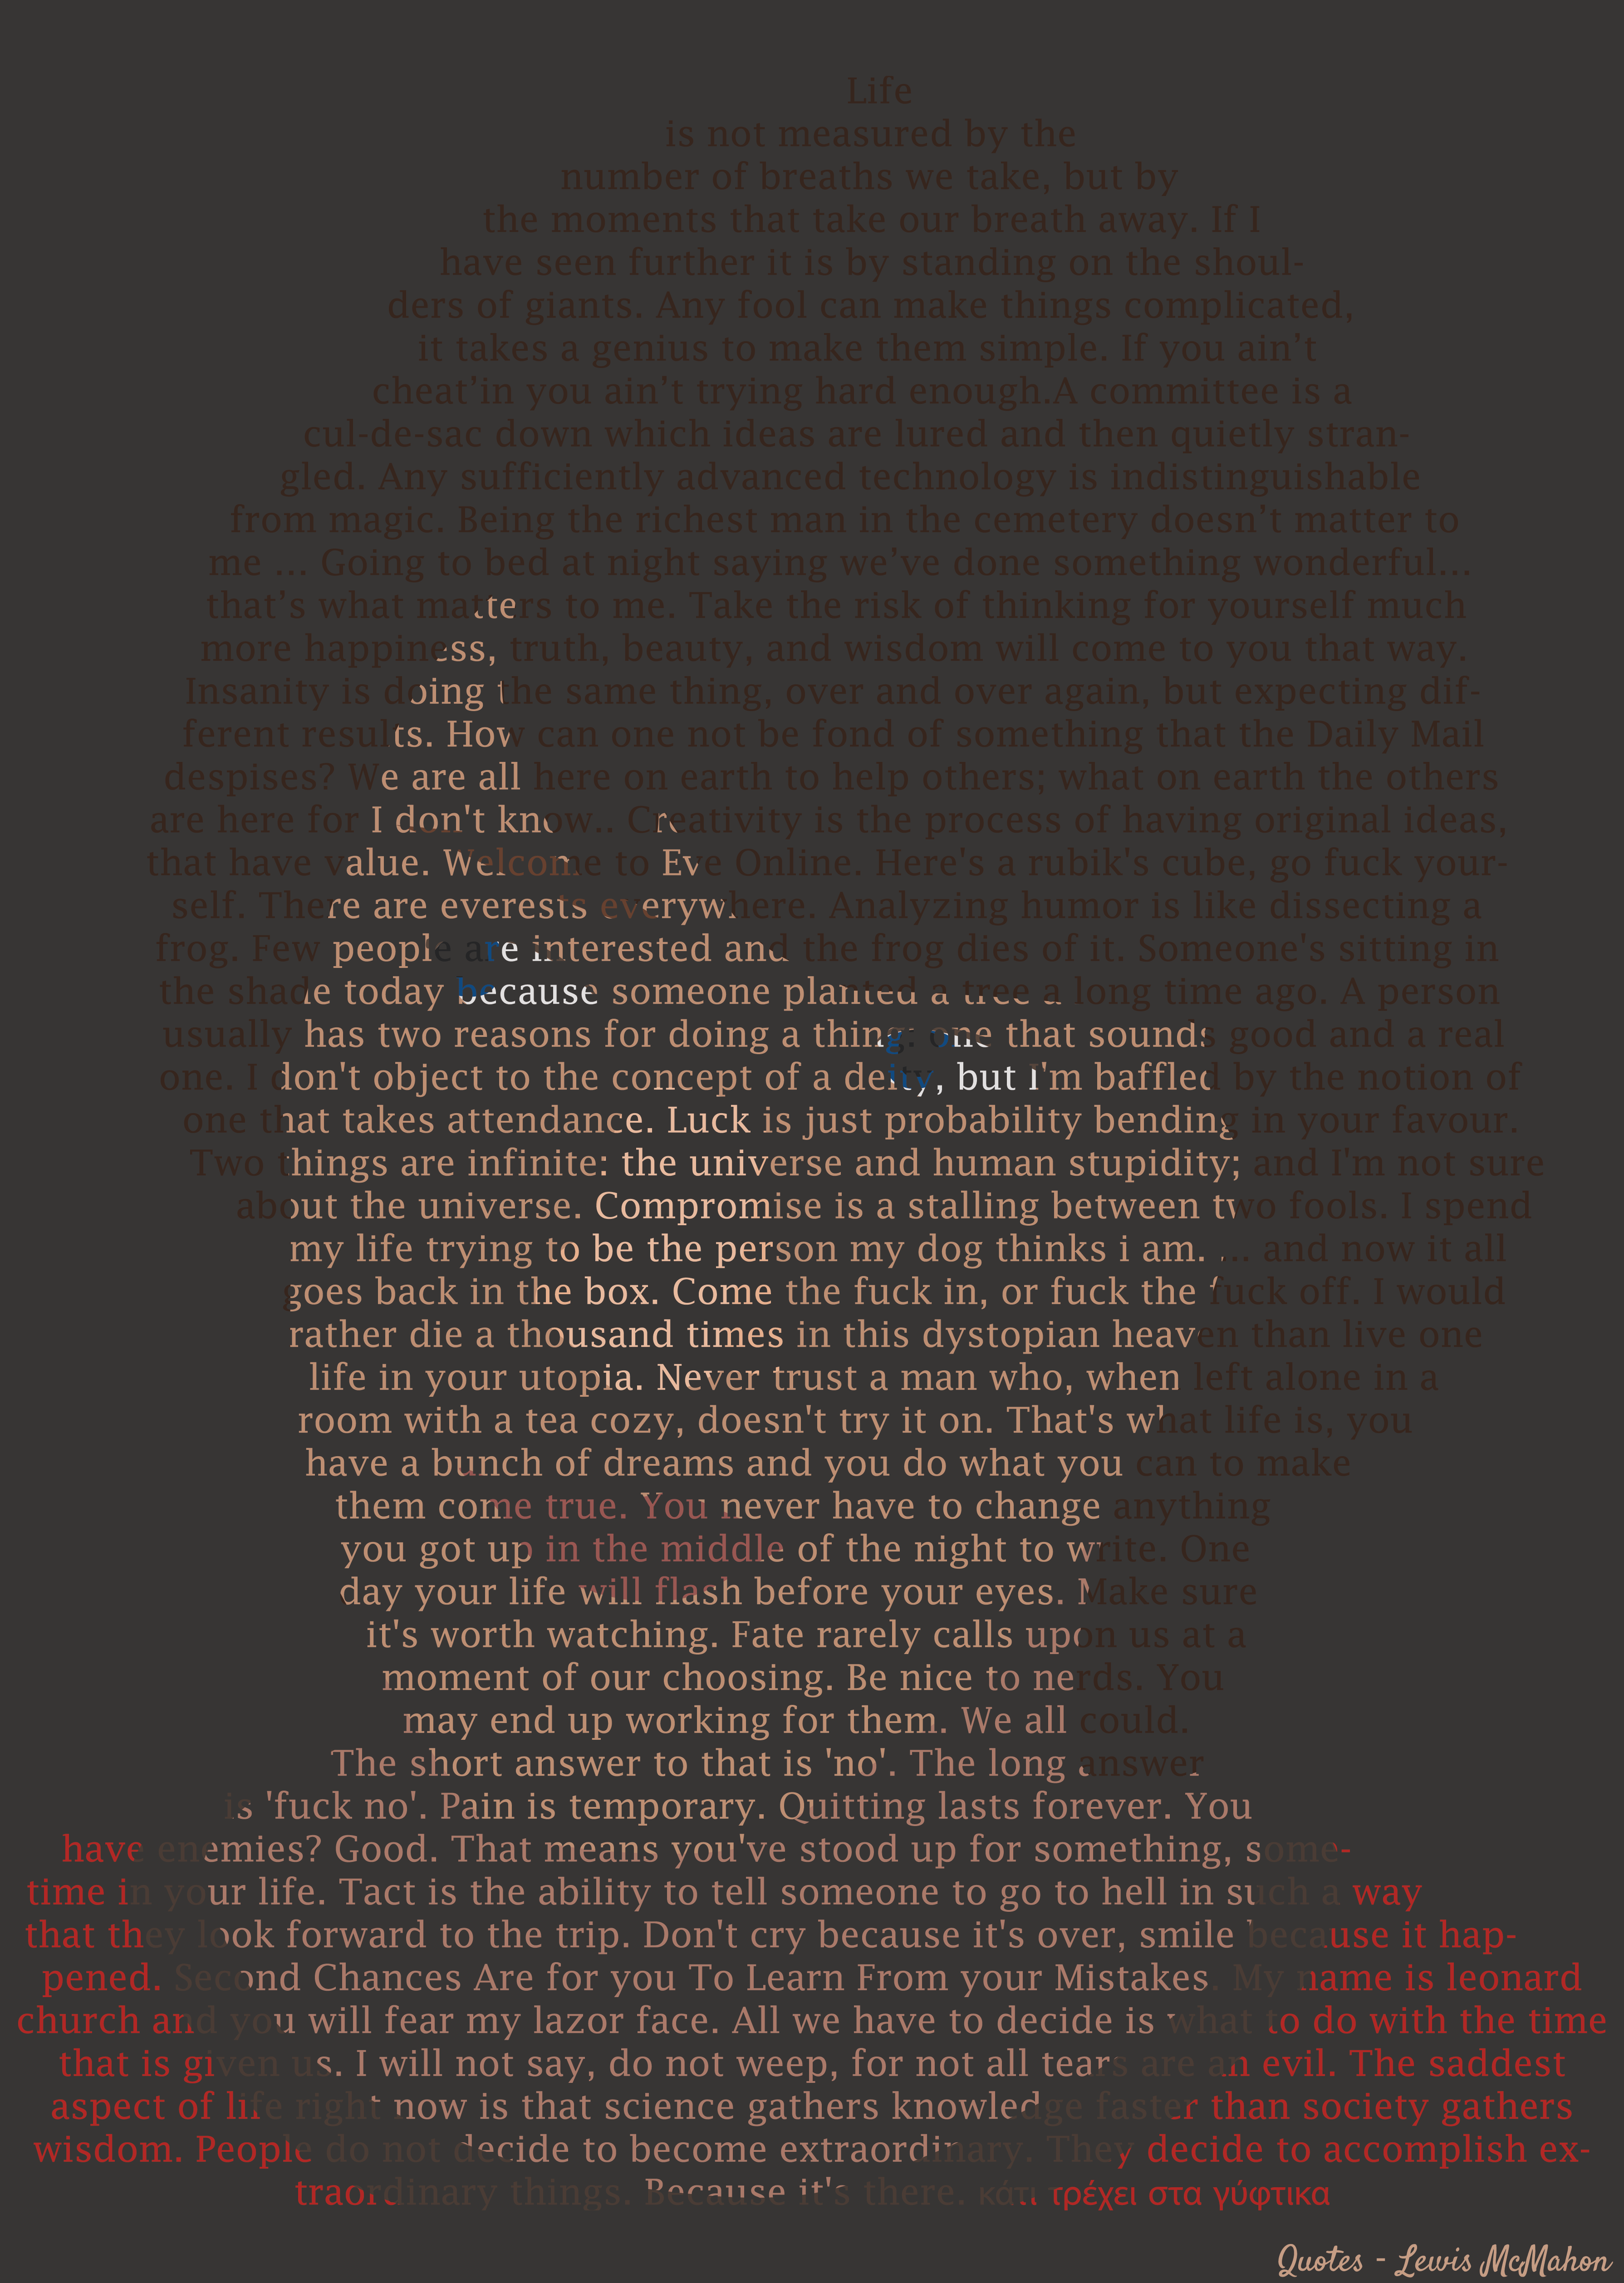 Life
is not measured by the
number of breaths we take, but by
the moments that take our breath away. If I
have seen further it is by standing on the shoul-
ders of giants. Any fool can make things complicated,
it takes a genius to make them simple. If you ain’t
cheat’in you ain’t trying hard enough.A committee is a
cul-de-sac down which ideas are lured and then quietly stran-
gled. Any sufficiently advanced technology is indistinguishable
from magic. Being the richest man in the cemetery doesn’t matter to
me ... Going to bed at night saying we’ve done something wonderful...
that’s what matters to me. Take the risk of thinking for yourself much
more happiness, truth, beauty, and wisdom will come to you that way.
Insanity is doing the same thing, over and over again, but expecting dif-
ferent results. How can one not be fond of something that the Daily Mail
despises? We are all here on earth to help others; what on earth the others
are here for I don't know.. Creativity is the process of having original ideas,
that have value. Welcome to Eve Online. Here's a rubik's cube, go fuck your-
self. There are everests everywhere. Analyzing humor is like dissecting a
frog. Few people are interested and the frog dies of it. Someone's sitting in
the shade today because someone planted a tree a long time ago. A person
usually has two reasons for doing a thing: one that sounds good and a real
one. I don't object to the concept of a deity, but I'm baffled by the notion of
one that takes attendance. Luck is just probability bending in your favour.
Two things are infinite: the universe and human stupidity; and I'm not sure
about the universe. Compromise is a stalling between two fools. I spend
my life trying to be the person my dog thinks i am. ... and now it all
goes back in the box. Come the fuck in, or fuck the fuck off. I would
rather die a thousand times in this dystopian heaven than live one
life in your utopia. Never trust a man who, when left alone in a
room with a tea cozy, doesn't try it on. That's what life is, you
have a bunch of dreams and you do what you can to make
them come true. You never have to change anything
you got up in the middle of the night to write. One
day your life will flash before your eyes. Make sure
it's worth watching. Fate rarely calls upon us at a
moment of our choosing. Be nice to nerds. You
may end up working for them. We all could.
The short answer to that is 'no'. The long answer
is 'fuck no'. Pain is temporary. Quitting lasts forever. You
have enemies? Good. That means you've stood up for something, some-
time in your life. Tact is the ability to tell someone to go to hell in such a way
that they look forward to the trip. Don't cry because it's over, smile because it hap-
pened. Second Chances Are for you To Learn From your Mistakes. My name is leonard
church and you will fear my lazor face. All we have to decide is what to do with the time
that is given us. I will not say, do not weep, for not all tears are an evil. The saddest
aspect of life right now is that science gathers knowledge faster than society gathers
wisdom. People do not decide to become extraordinary. They decide to accomplish ex-
traordinary things. Because it's there. κάτι τρέχει στα γύφτικα
Quotes - Lewis McMahon